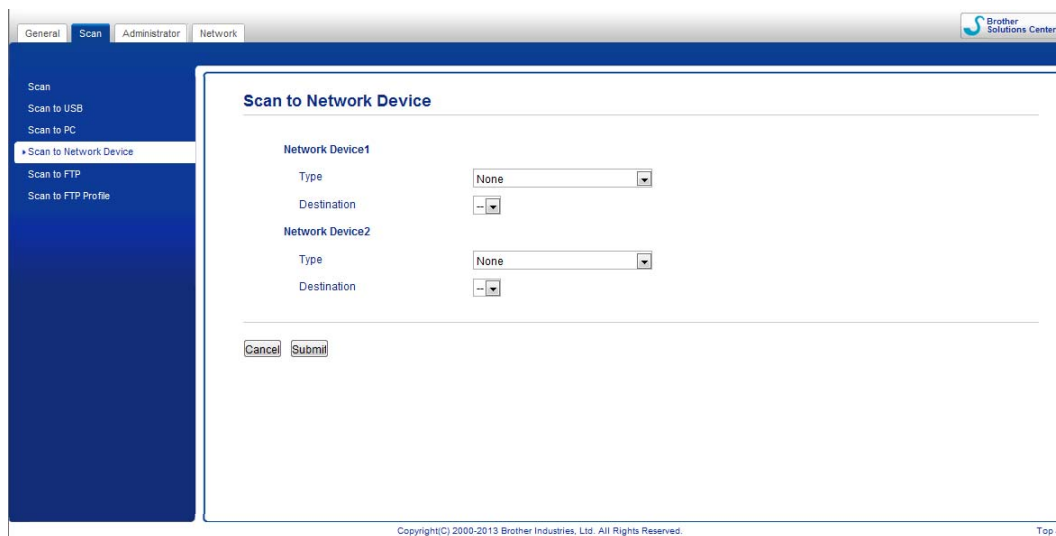 General Scan Administrator Network
Brother
Solutions Center
Scan
Scan to USB
Scan to PC
Scan to Network Device
Scan to FTP
Scan to FTP Profile
Scan to Network Device
Network Device1
Type None
Destination --
Network Device2
Type None
Destination --
Cancel Submit
Copyright(C) 2000-2013 Brother Industries, Ltd. All Rights Reserved.
Top